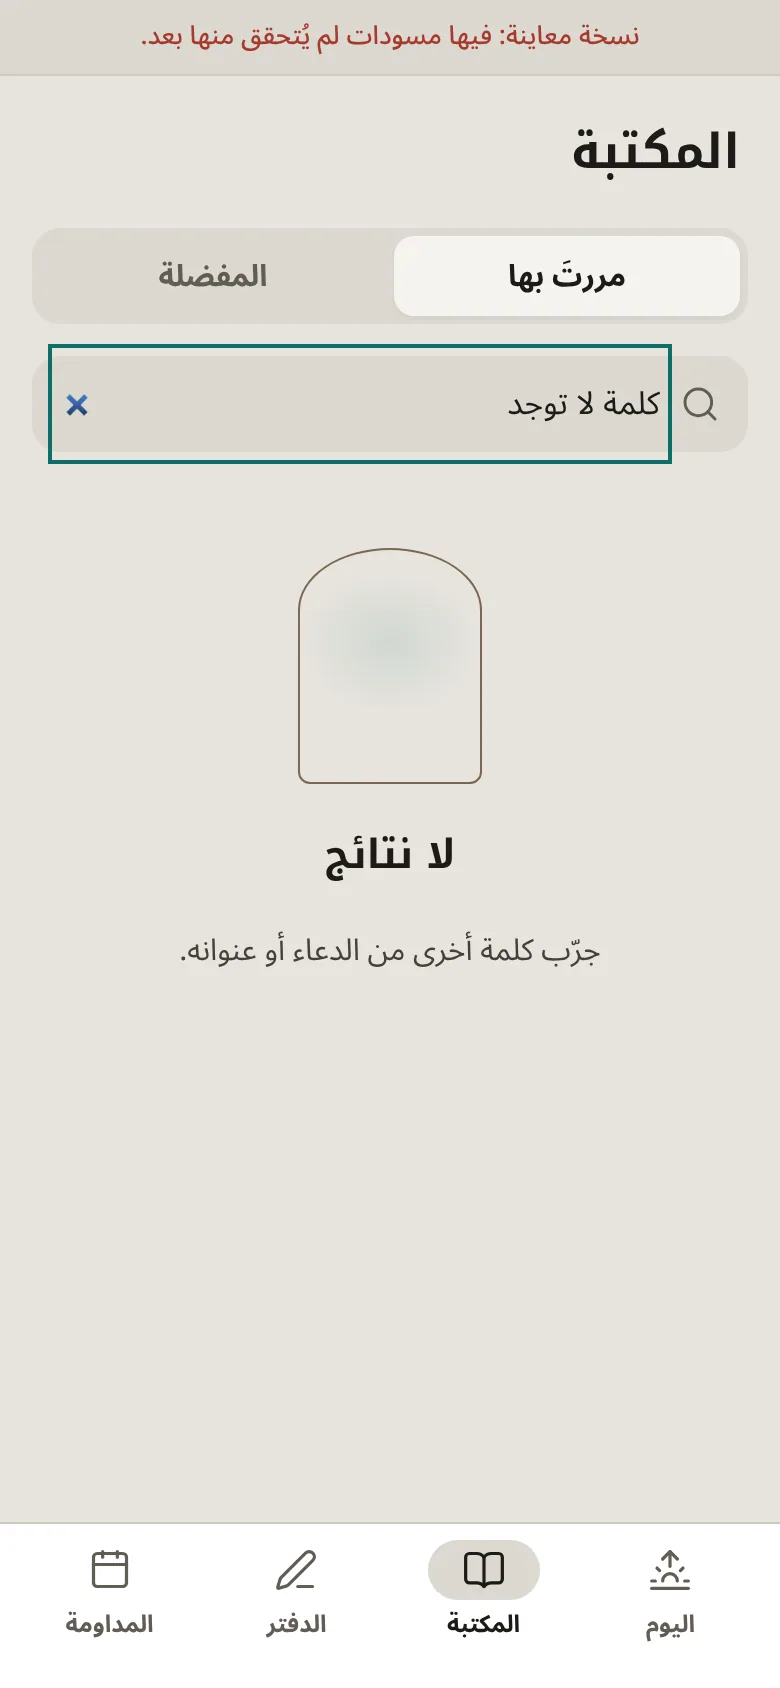 نسخة معاينة: فيها مسودات لم يُتحقق منها بعد.
المكتبة
مررتَ بها
المفضلة
كلمة لا توجد
لا نتائج
جرّب كلمة أخرى من الدعاء أو عنوانه.
اليوم
المكتبة
الدفتر
المداومة